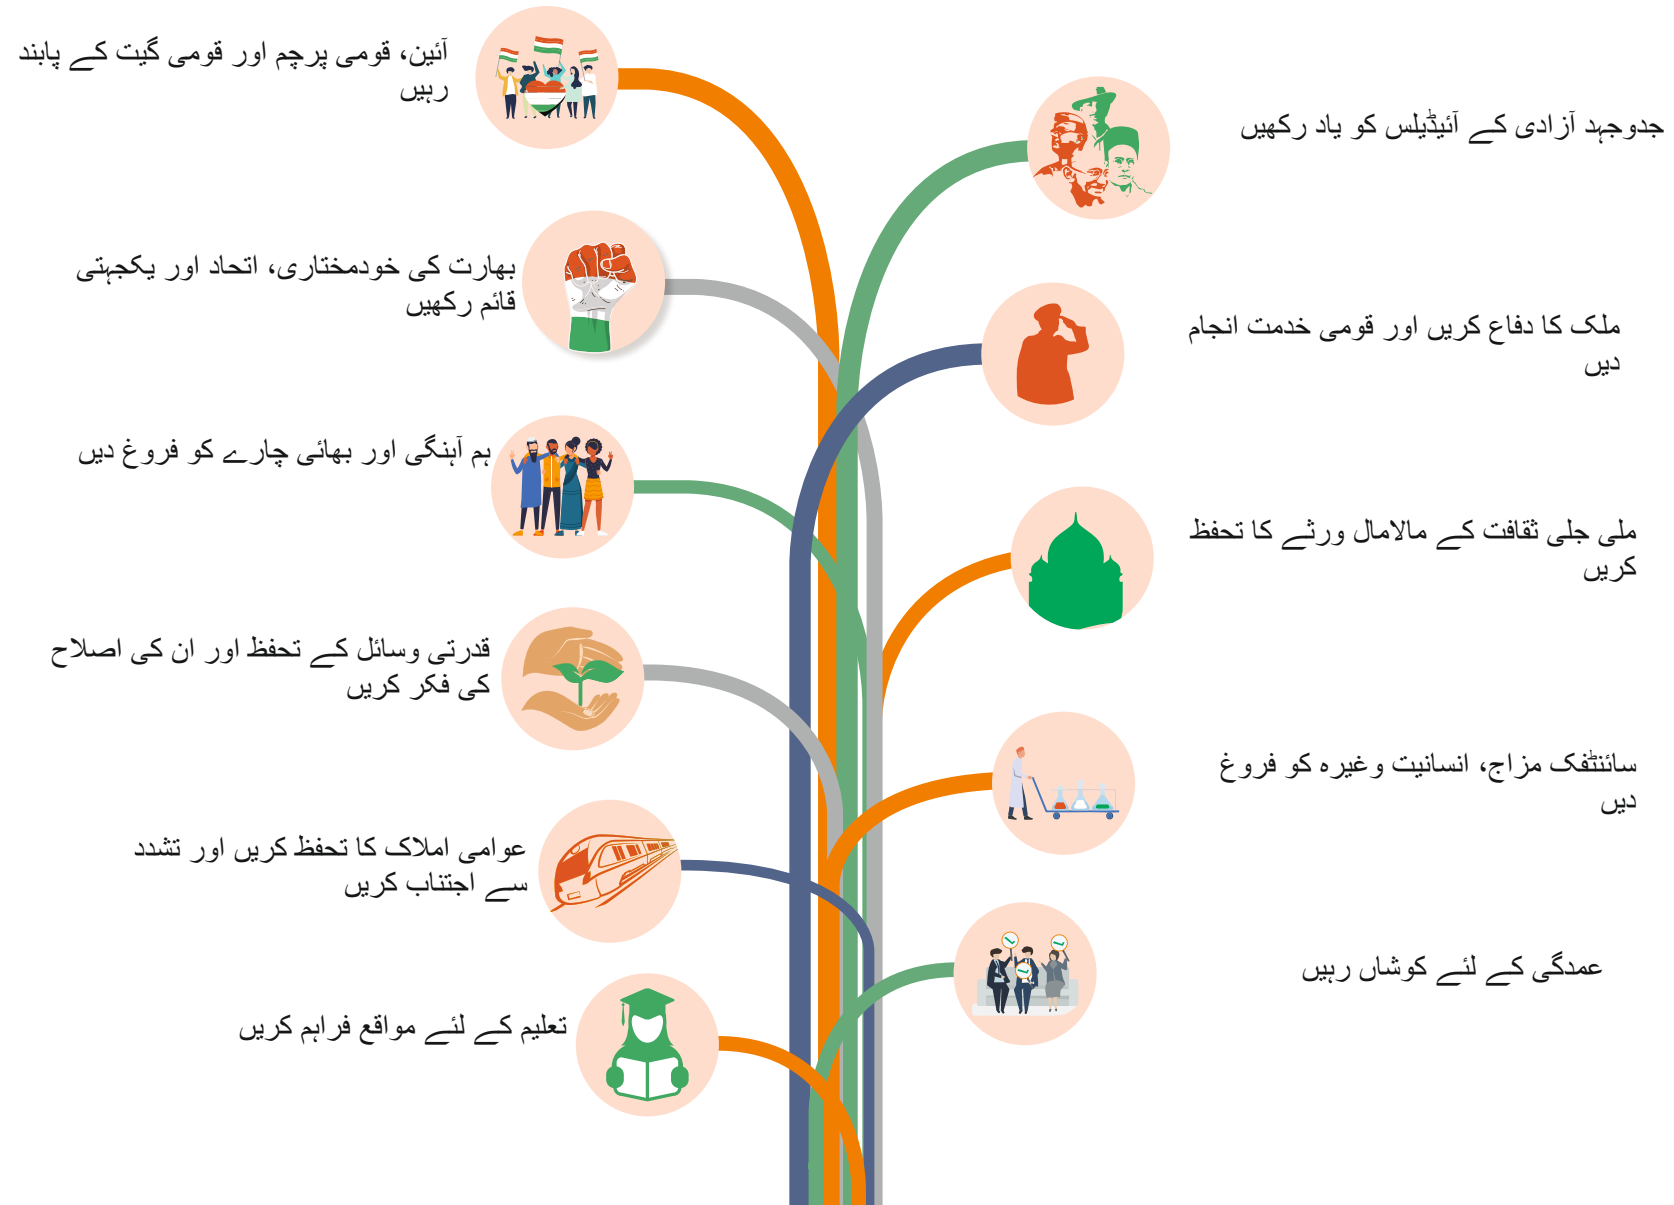 آئین، قومی پرچم اور قومی گیت کے پابند
رہیں
جدوجہد آزادی کے آئیڈیلس کو یاد رکھیں
بھارت کی خودمختاری، اتحاد اور یکجہتی
قائم رکھیں
ملک کا دفاع کریں اور قومی خدمت انجام
دیں
ہم آہنگی اور بھائی چارے کو فروغ دیں
ملی جلی ثقافت کے مالامال ورثے کا تحفظ
کریں
قدرتی وسائل کے تحفظ اور ان کی اصلاح
کی فکر کریں
سائنٹفک مزاج، انسانیت وغیرہ کو فروغ
دیں
عوامی املاک کا تحفظ کریں اور تشدد
سے اجتناب کریں
عمدگی کے لئے کوشاں رہیں
تعلیم کے لئے مواقع فراہم کریں